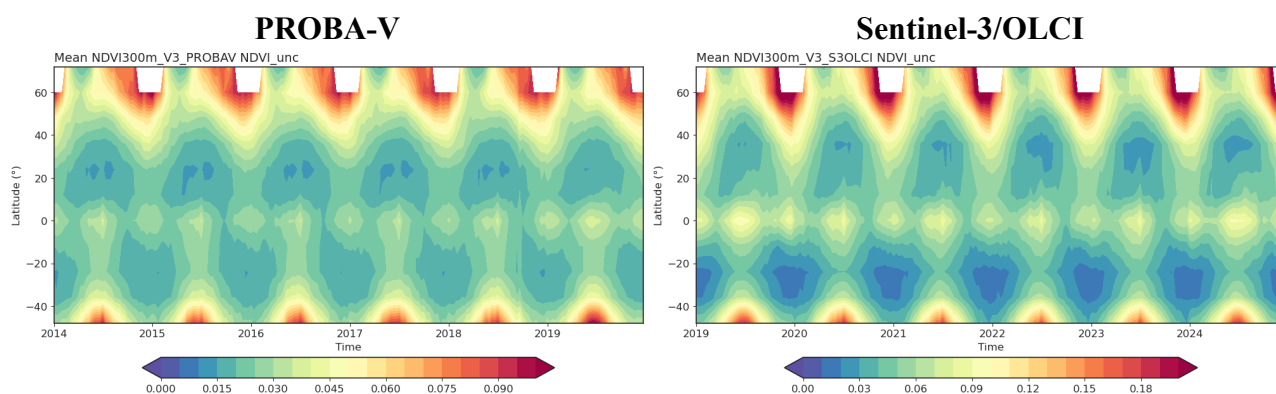 PROBA-V
Mean NDVI300m_V3_PROBAV NDVI_unc
60
40
20
0
−20
−40
Latitude (°)
2014 2015 2016 2017 2018 2019
Time
0.000 0.015 0.030 0.045 0.060 0.075 0.090
Sentinel-3/OLCI
Mean NDVI300m_V3_S3OLCI NDVI_unc
60
40
20
0
−20
−40
Latitude (°)
2019 2020 2021 2022 2023 2024
Time
0.00 0.03 0.06 0.09 0.12 0.15 0.18